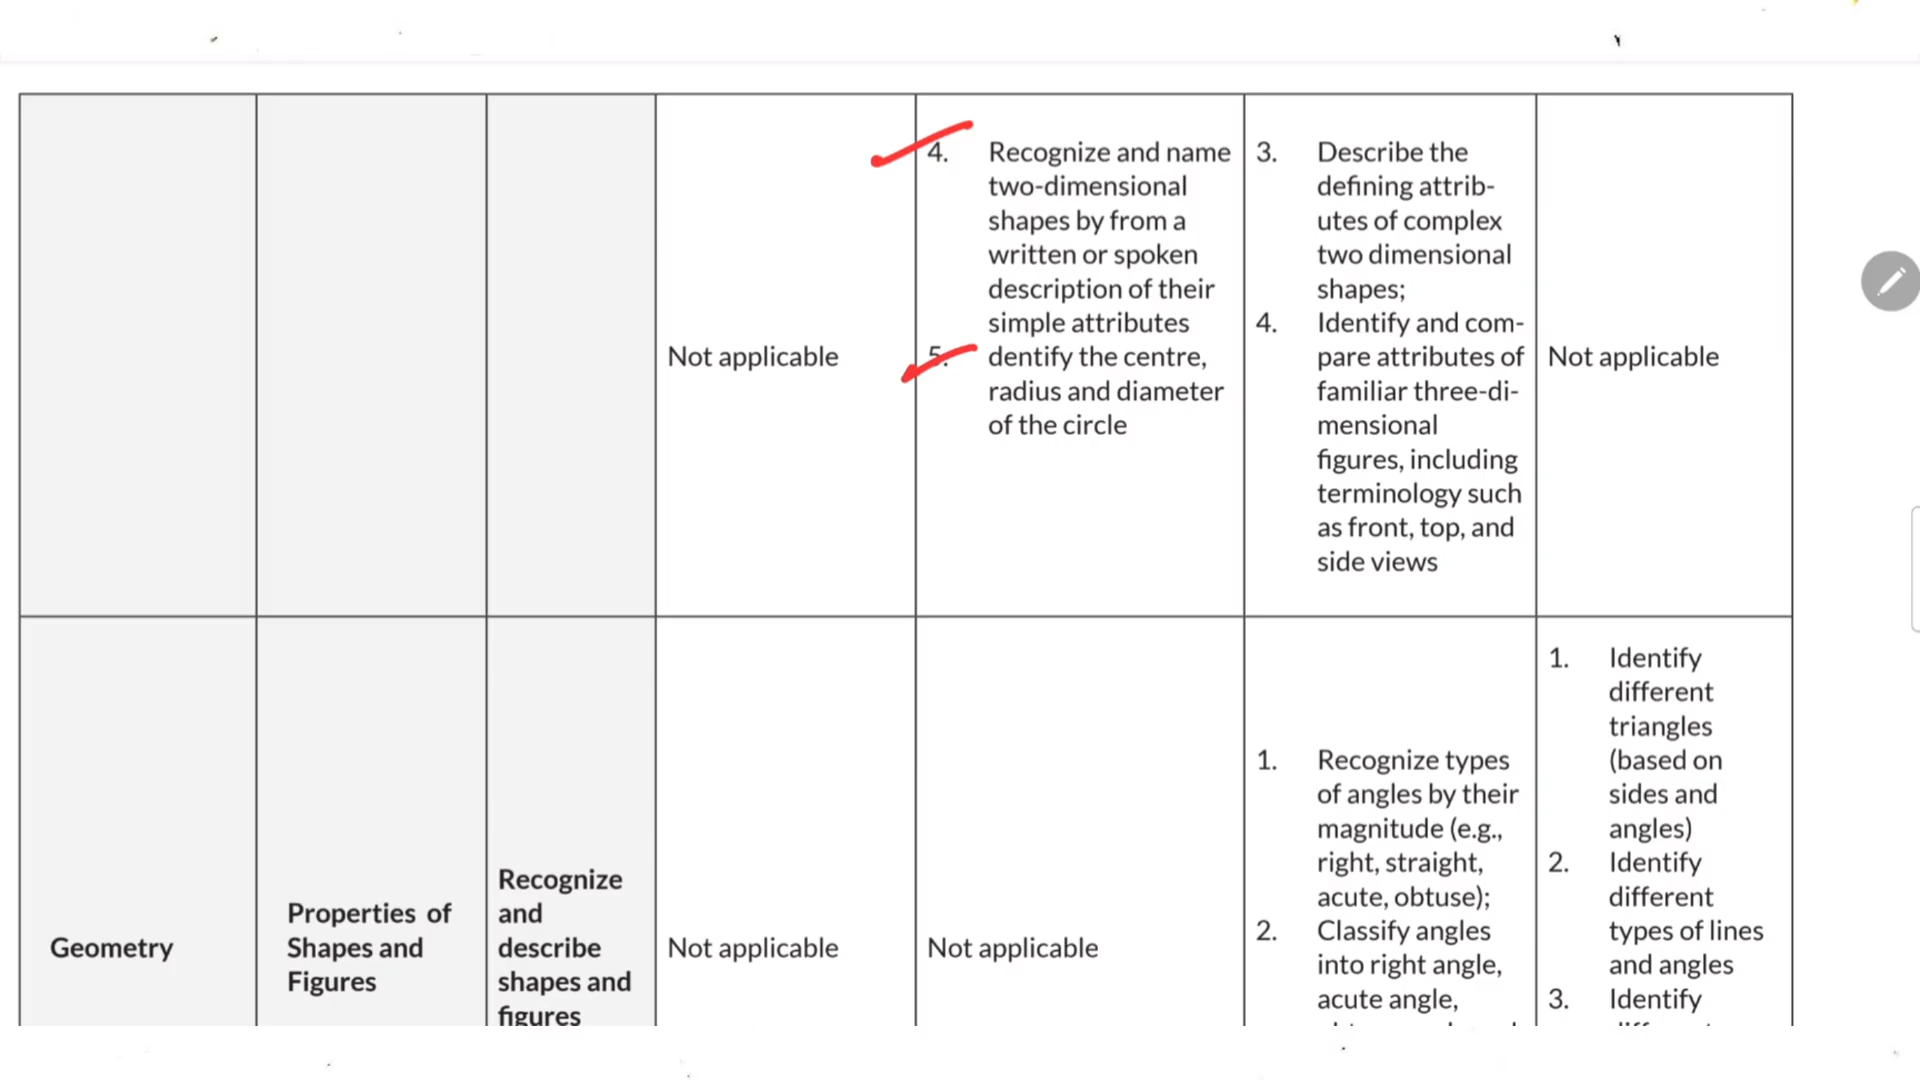 Not applicable
4. Recognize and name
two-dimensional
shapes by from a
written or spoken
description of their
simple attributes
5. dentify the centre,
radius and diameter
of the circle
3. Describe the
defining attrib-
utes of complex
two dimensional
shapes;
4. Identify and com-
pare attributes of
familiar three-di-
mensional
figures, including
terminology such
as front, top, and
side views
Not applicable
Geometry
Properties of
Shapes and
Figures
Recognize
and
describe
shapes and
figures
Not applicable
Not applicable
1. Recognize types
of angles by their
magnitude (e.g.,
right, straight,
acute, obtuse);
2. Classify angles
into right angle,
acute angle,
1. Identify
different
triangles
(based on
sides and
angles)
2. Identify
different
types of lines
and angles
3. Identify